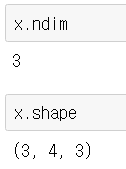 x.ndim
3
x.shape
(3, 4, 3)